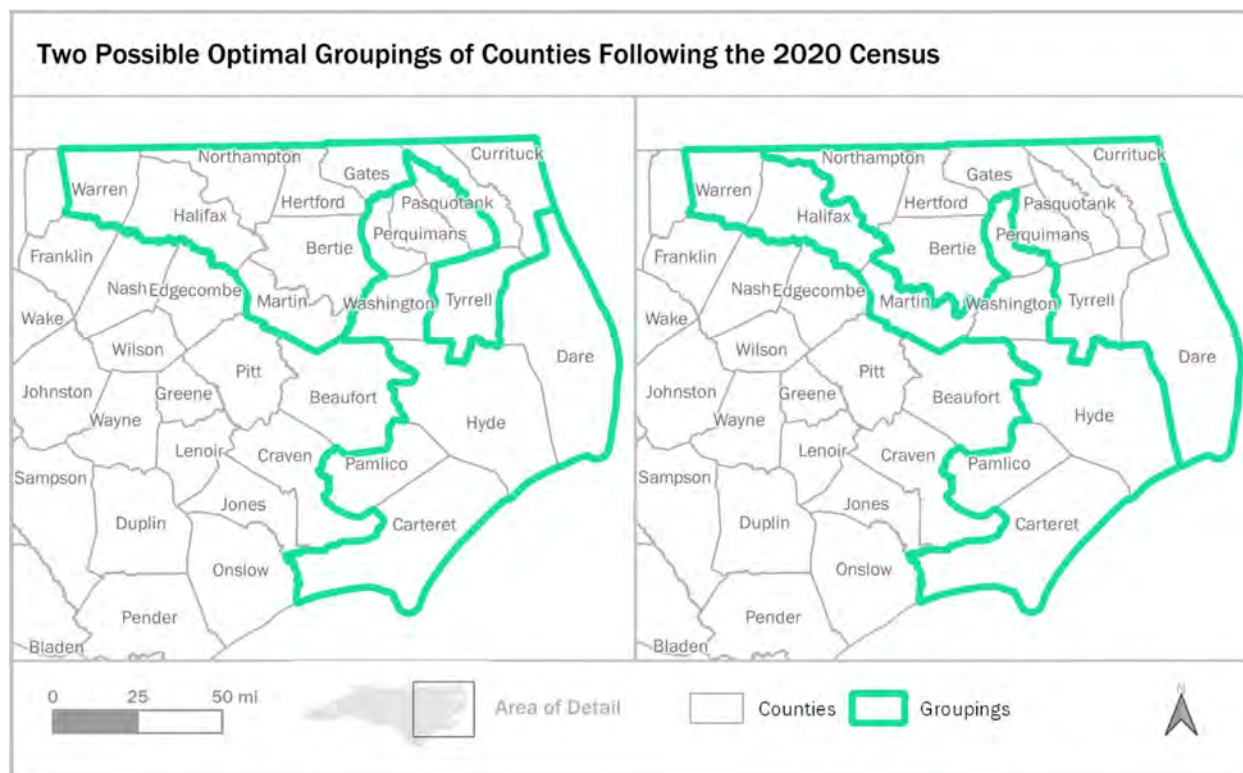 Two Possible Optimal Groupings of Counties Following the 2020 Census
Northampton
Currituck
Gates
Warren
Hertford
Pasquotank
Halifax
Perquimans
Bertie
Franklin
Nash
Edgecombe
Martin
Washington
Tyrrell
Wake
Wilson
Dare
Pitt
Johnston
Greene
Beaufort
Wayne
Hyde
Lenoir
Craven
Pamlico
Sampson
Jones
Duplin
Carteret
Onslow
Pender
Bladen
Northampton
Currituck
Gates
Warren
Hertford
Pasquotank
Halifax
Perquimans
Bertie
Franklin
Nash
Edgecombe
Martin
Washington
Tyrrell
Wake
Wilson
Dare
Pitt
Johnston
Greene
Beaufort
Wayne
Hyde
Lenoir
Craven
Pamlico
Sampson
Jones
Duplin
Carteret
Onslow
Pender
Bladen
0 25 50 mi
Area of Detail
Counties
Groupings
N